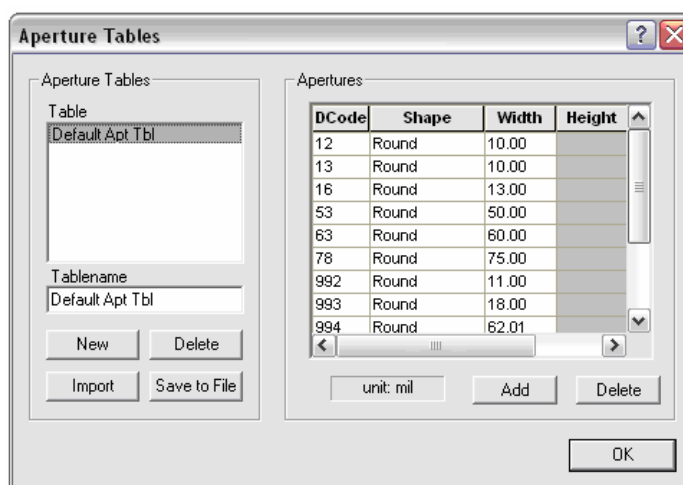 Aperture Tables
Aperture Tables
Table
Default Apt Tbl
Tablename
Default Apt Tbl
New Delete
Import Save to File
Apertures
DCode Shape Width Height
12 Round 10.00
13 Round 10.00
16 Round 13.00
53 Round 50.00
63 Round 60.00
78 Round 75.00
992 Round 11.00
993 Round 18.00
994 Round 62.01
unit: mil Add Delete
OK